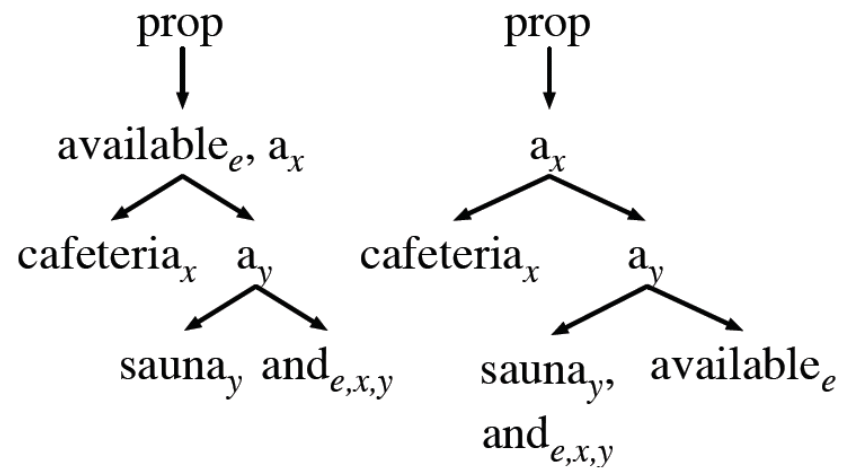 prop prop
available_e, a_x a_x
cafeteria_x a_y cafeteria_x a_y
sauna_y and_e,x,y sauna_y, available_e
and_e,x,y